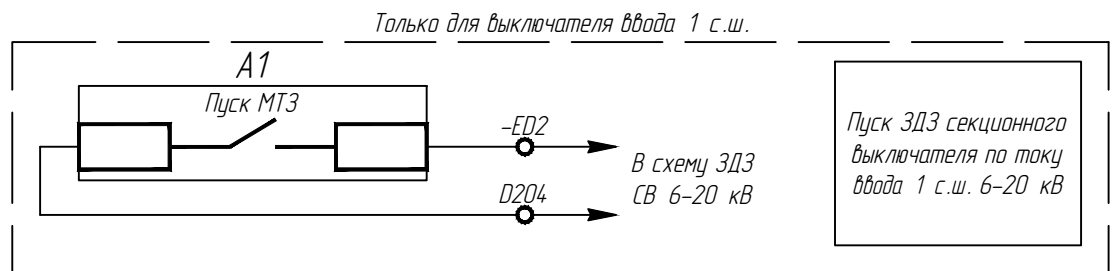 Только для выключателя ввода 1 с.ш.
A1
Пуск МТЗ
-ED2
D204
В схему ЗДЗ
СВ 6-20 кВ
Пуск ЗДЗ секционного
выключателя по току
ввода 1 с.ш. 6-20 кВ